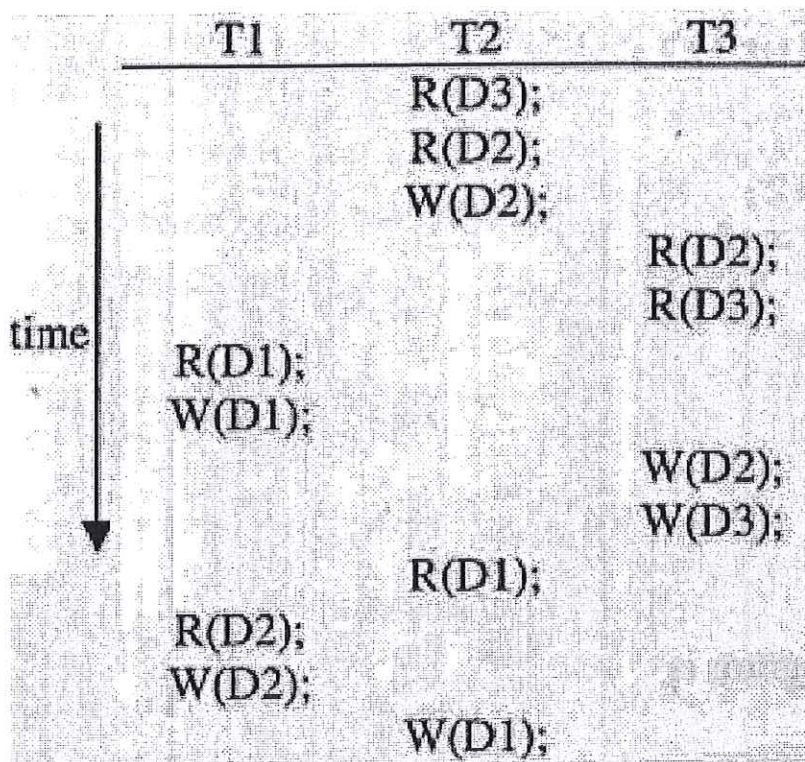 T1 T2 T3
R(D3);
R(D2);
W(D2);
R(D2);
R(D3);
time
R(D1);
W(D1);
W(D2);
W(D3);
R(D1);
R(D2);
W(D2);
W(D1);